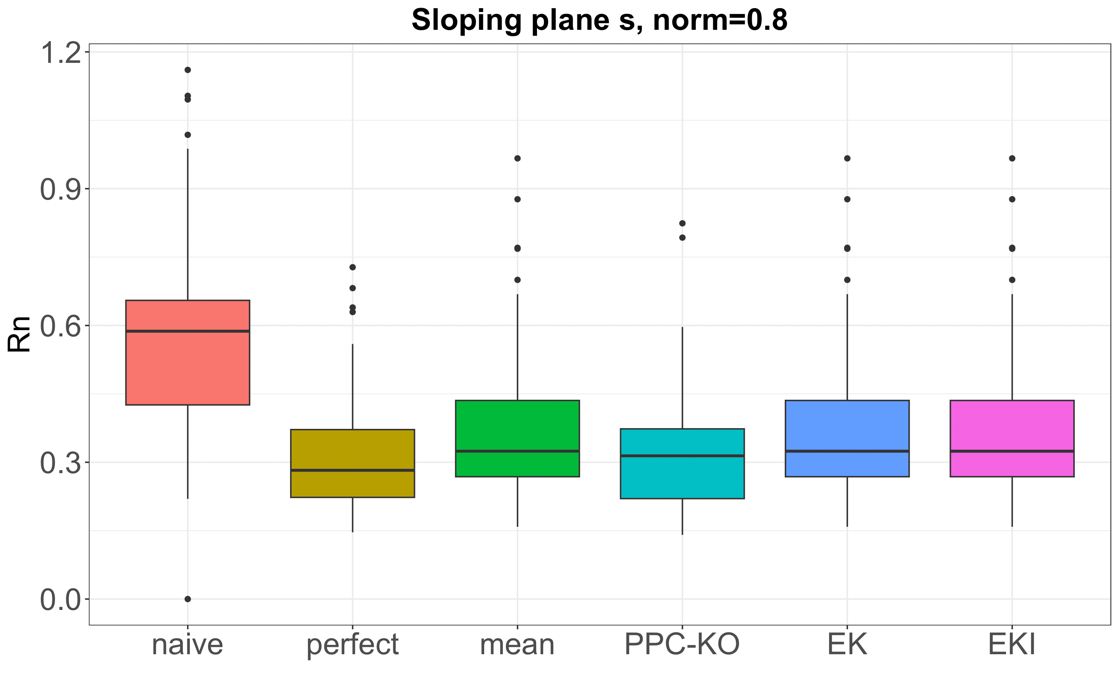 Sloping plane s, norm=0.8
Rn
1.2
0.9
0.6
0.3
0.0
naive perfect mean PPC-KO EK EKI